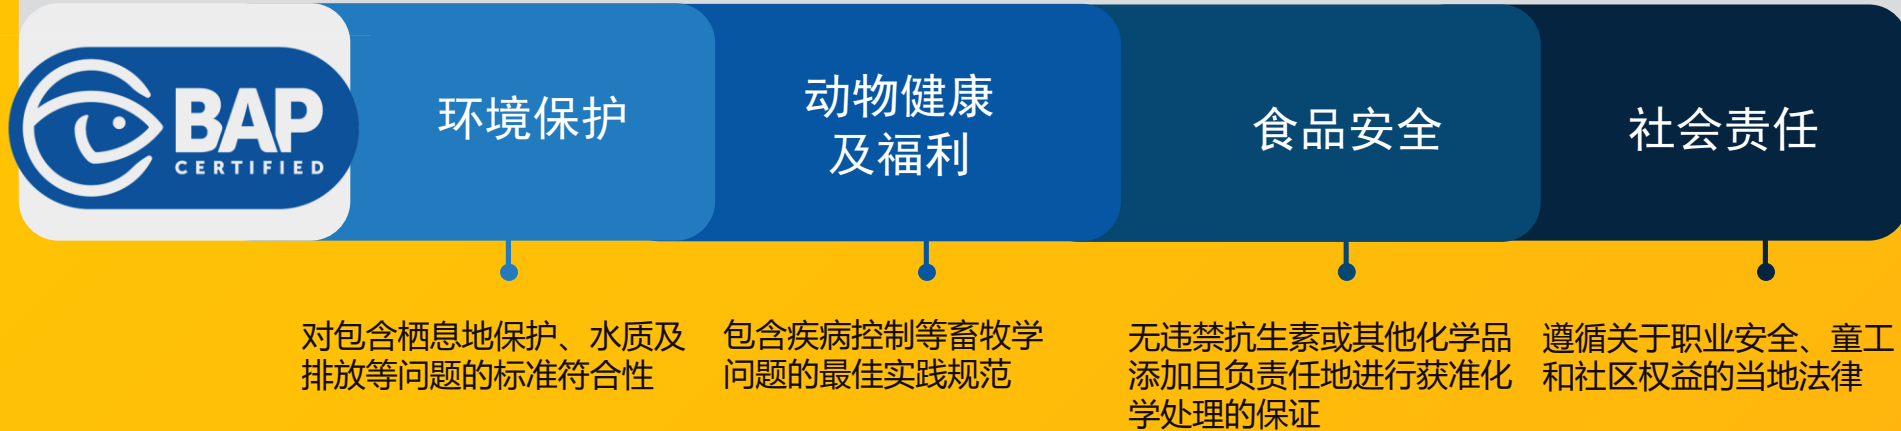 BAP
CERTIFIED
环境保护
动物健康
及福利
食品安全
社会责任
对包含栖息地保护、水质及
排放等问题的标准符合性
包含疾病控制等畜牧学
问题的最佳实践规范
无违禁抗生素或其他化学品
添加且负责任地进行获准化
学处理的保证
遵循关于职业安全、童工
和社区权益的当地法律